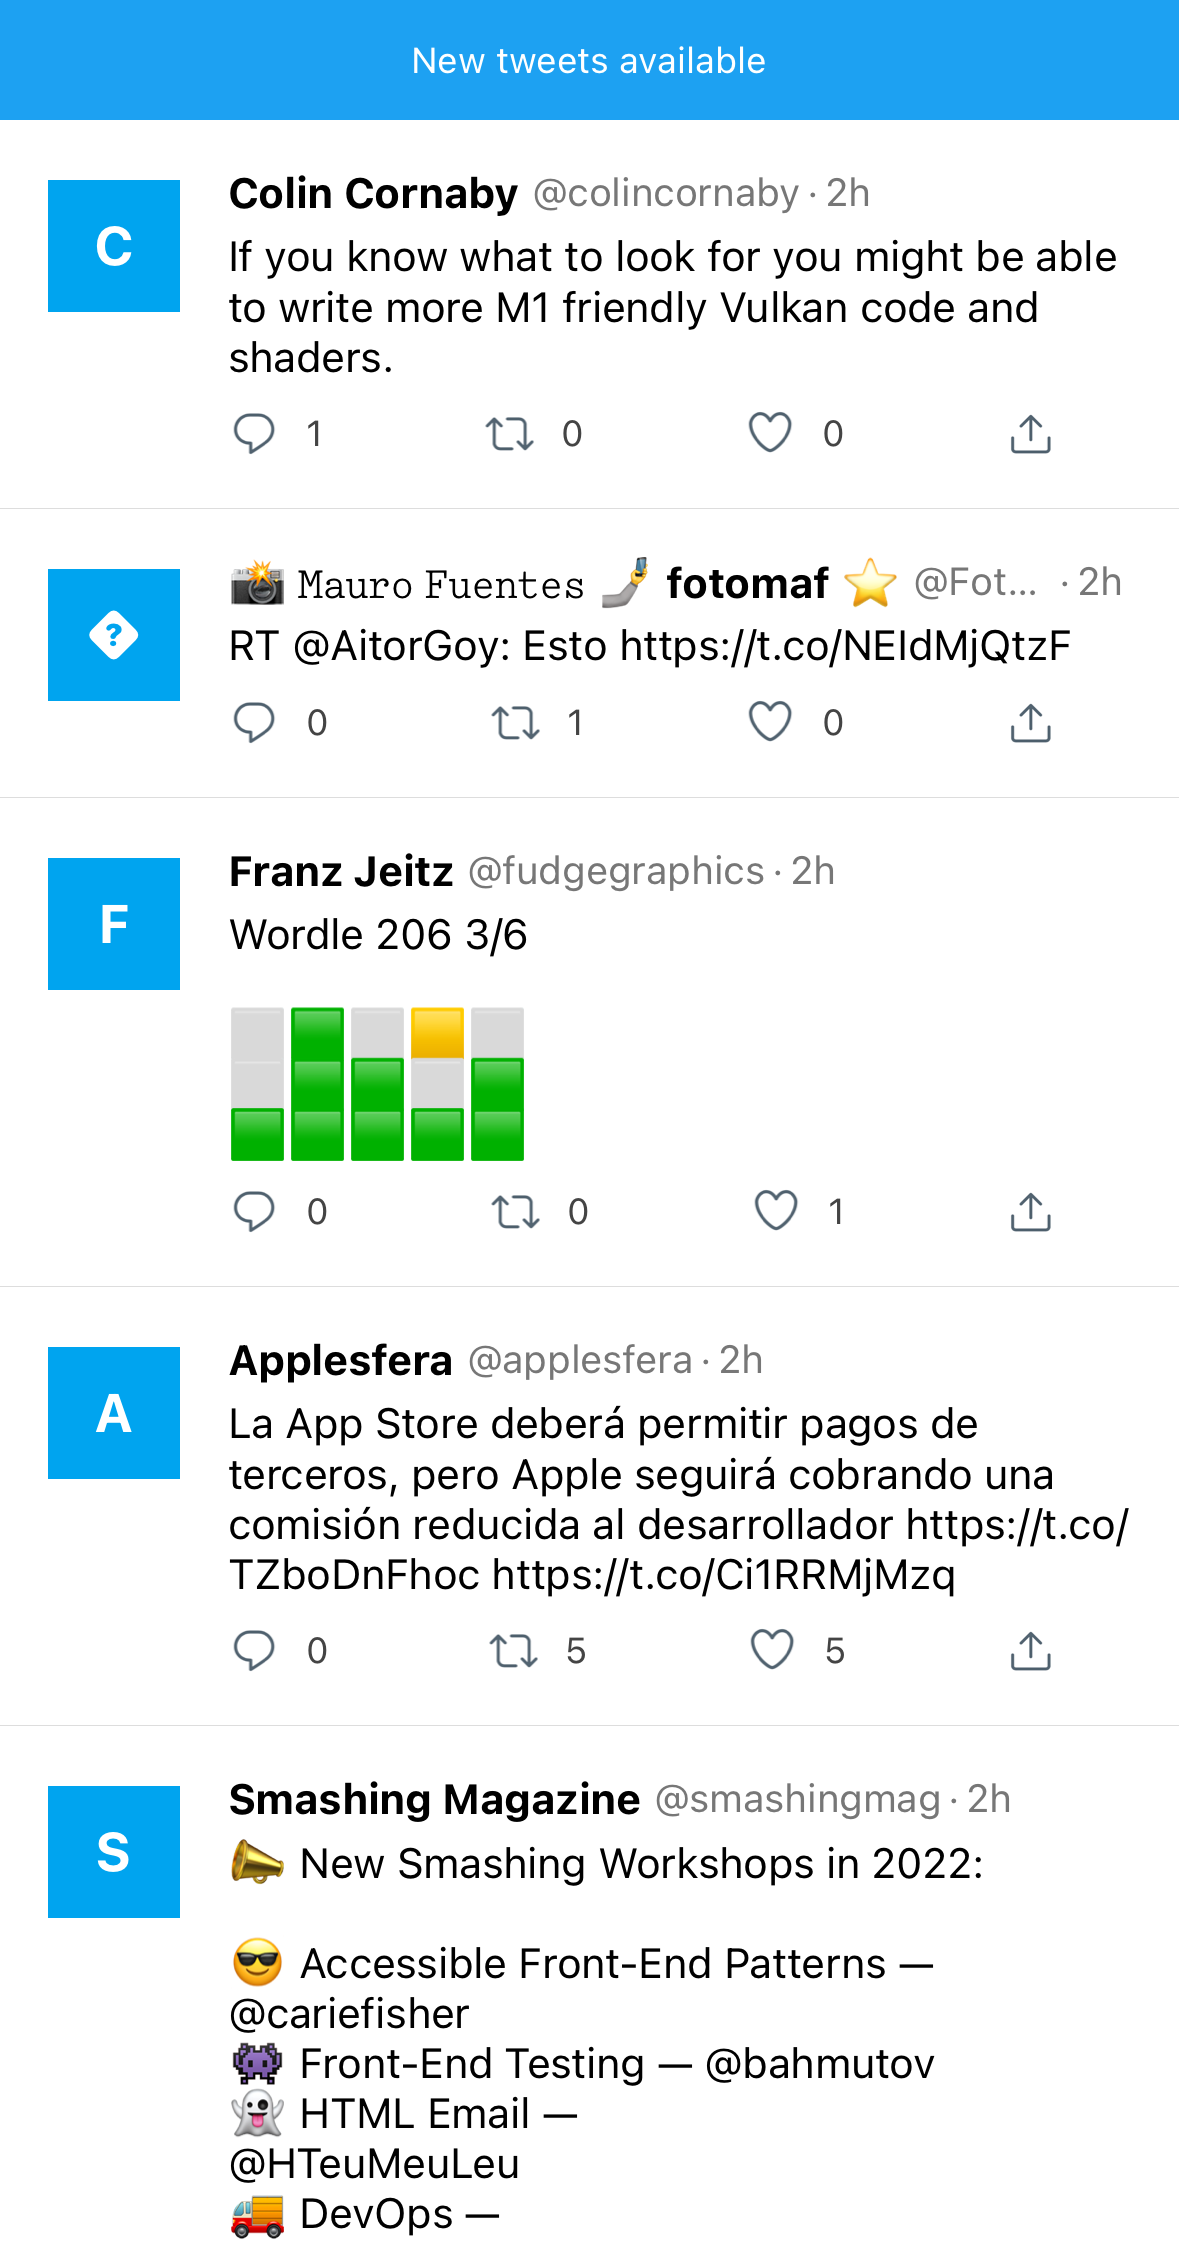 New tweets available
C
Colin Cornaby @colincornaby · 2h
If you know what to look for you might be able
to write more M1 friendly Vulkan code and
shaders.
1 0 0
📸 𝙼𝚊𝚞𝚛𝚘 𝙵𝚞𝚎𝚗𝚝𝚎𝚜 🤳 fotomaf ⭐ @Fot... · 2h
RT @AitorGoy: Esto https://t.co/NEIdMjQtzF
0 1 0
F
Franz Jeitz @fudgegraphics · 2h
Wordle 206 3/6
⬜🟩⬜🟨⬜
⬜🟩🟩⬜🟩
🟩🟩🟩🟩🟩
0 0 1
A
Applesfera @applesfera · 2h
La App Store deberá permitir pagos de
terceros, pero Apple seguirá cobrando una
comisión reducida al desarrollador https://t.co/
TZboDnFhoc https://t.co/Ci1RRMjMzq
0 5 5
S
Smashing Magazine @smashingmag · 2h
📣 New Smashing Workshops in 2022:
😎 Accessible Front-End Patterns —
@cariefisher
👾 Front-End Testing — @bahmutov
👻 HTML Email —
@HTeuMeuLeu
🚚 DevOps —